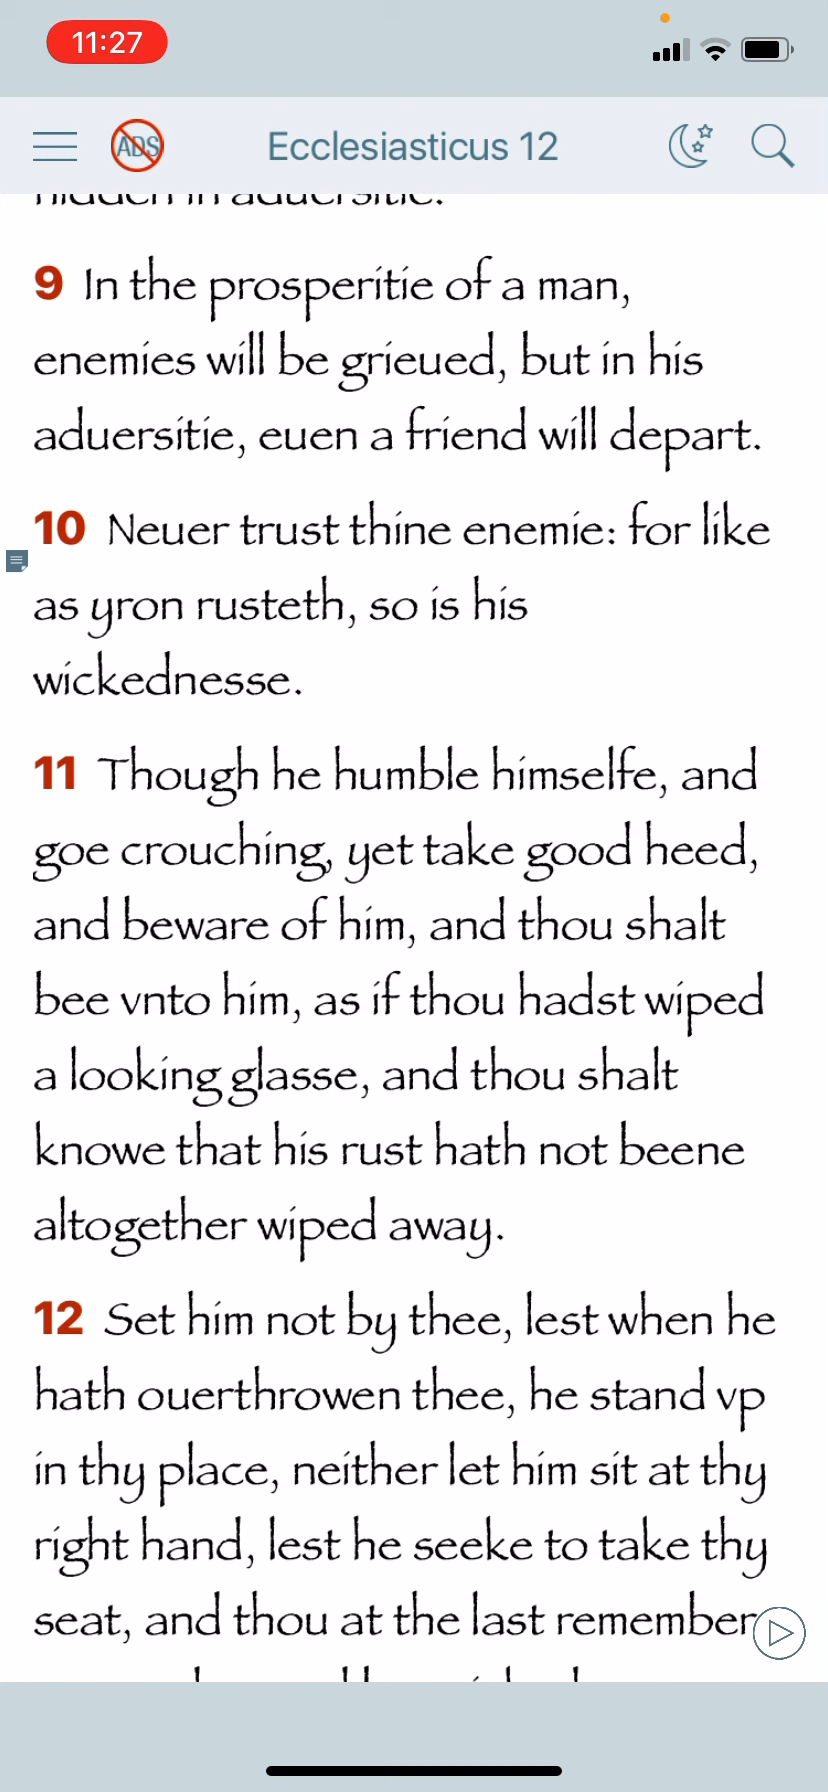 11:27
ADS
Ecclesiasticus 12
hidden in aduersitie.
9 In the prosperitie of a man,
enemies will be grieued, but in his
aduersitie, euen a friend will depart.
10 Neuer trust thine enemie: for like
as yron rusteth, so is his
wickednesse.
11 Though he humble himselfe, and
goe crouching, yet take good heed,
and beware of him, and thou shalt
bee vnto him, as if thou hadst wiped
a looking glasse, and thou shalt
knowe that his rust hath not beene
altogether wiped away.
12 Set him not by thee, lest when he
hath ouerthrowen thee, he stand vp
in thy place, neither let him sit at thy
right hand, lest he seeke to take thy
seat, and thou at the last remember